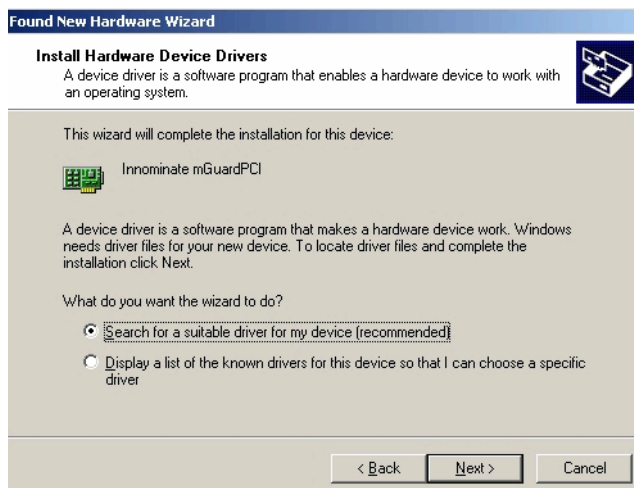 Found New Hardware Wizard
Install Hardware Device Drivers
A device driver is a software program that enables a hardware device to work with
an operating system.
This wizard will complete the installation for this device:
Innominate mGuardPCI
A device driver is a software program that makes a hardware device work. Windows
needs driver files for your new device. To locate driver files and complete the
installation click Next.
What do you want the wizard to do?
Search for a suitable driver for my device (recommended)
Display a list of the known drivers for this device so that I can choose a specific
driver
< Back Next > Cancel